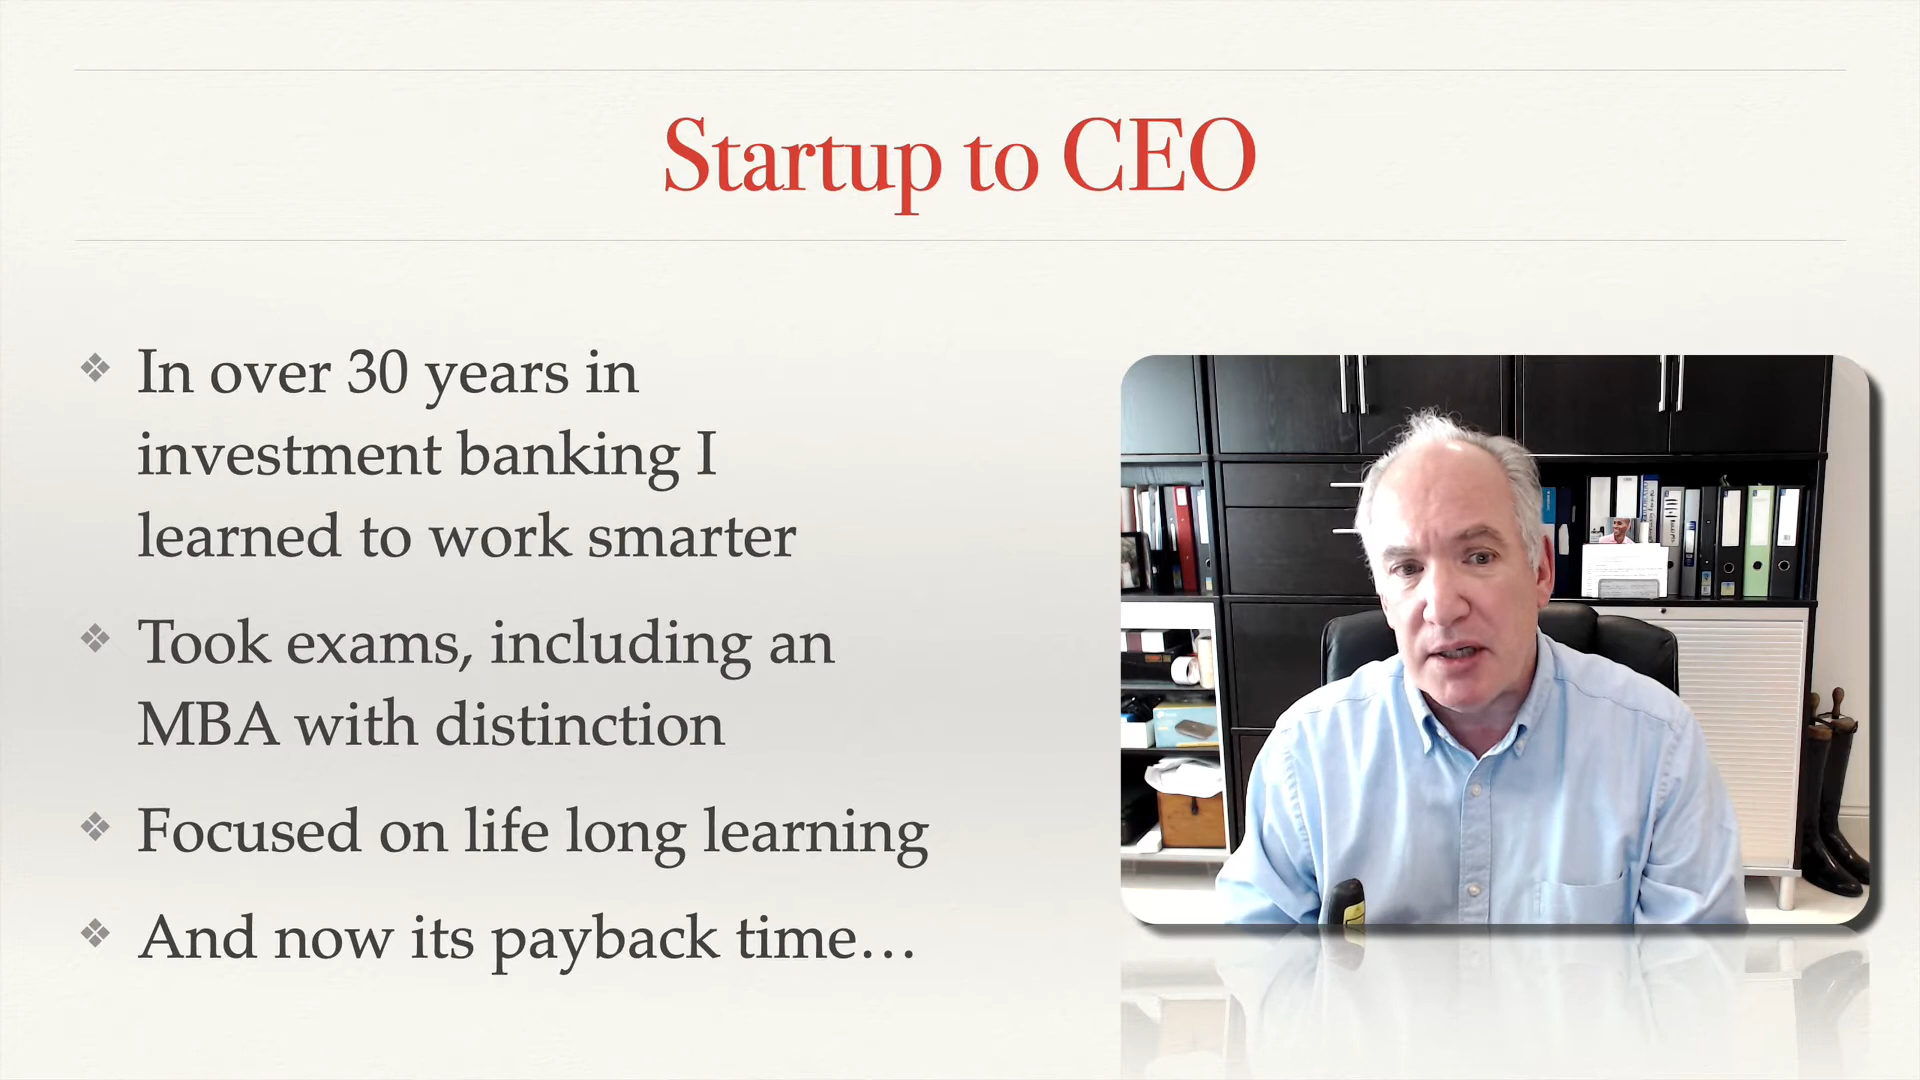 Startup to CEO
In over 30 years in
investment banking I
learned to work smarter
Took exams, including an
MBA with distinction
Focused on life long learning
And now its payback time…